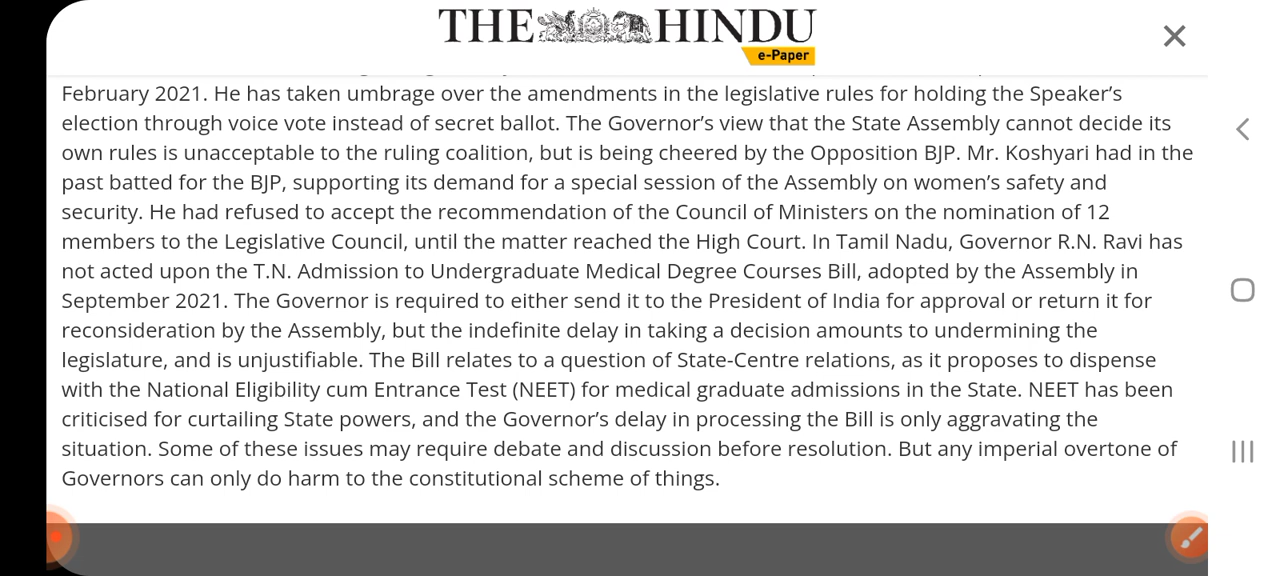 THE HINDU
e-Paper
February 2021. He has taken umbrage over the amendments in the legislative rules for holding the Speaker’s
election through voice vote instead of secret ballot. The Governor’s view that the State Assembly cannot decide its
own rules is unacceptable to the ruling coalition, but is being cheered by the Opposition BJP. Mr. Koshyari had in the
past batted for the BJP, supporting its demand for a special session of the Assembly on women’s safety and
security. He had refused to accept the recommendation of the Council of Ministers on the nomination of 12
members to the Legislative Council, until the matter reached the High Court. In Tamil Nadu, Governor R.N. Ravi has
not acted upon the T.N. Admission to Undergraduate Medical Degree Courses Bill, adopted by the Assembly in
September 2021. The Governor is required to either send it to the President of India for approval or return it for
reconsideration by the Assembly, but the indefinite delay in taking a decision amounts to undermining the
legislature, and is unjustifiable. The Bill relates to a question of State-Centre relations, as it proposes to dispense
with the National Eligibility cum Entrance Test (NEET) for medical graduate admissions in the State. NEET has been
criticised for curtailing State powers, and the Governor’s delay in processing the Bill is only aggravating the
situation. Some of these issues may require debate and discussion before resolution. But any imperial overtone of
Governors can only do harm to the constitutional scheme of things.